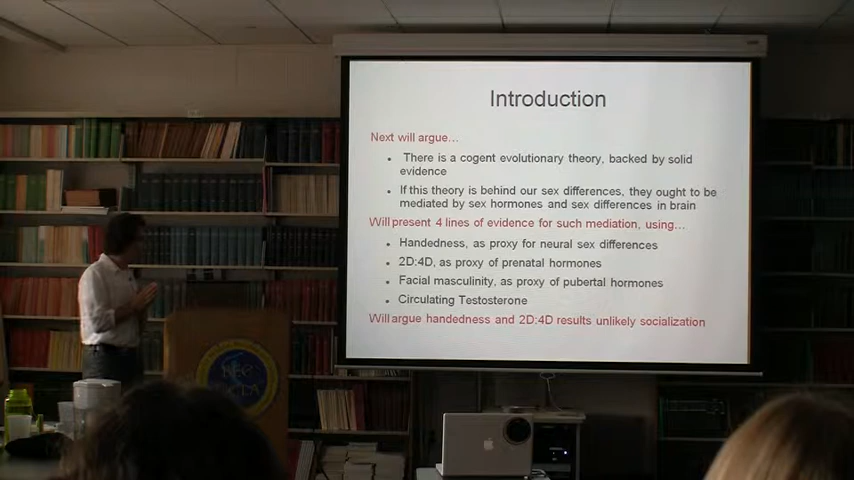 Introduction
Next will argue…
There is a cogent evolutionary theory, backed by solid
evidence
If this theory is behind our sex differences, they ought to be
mediated by sex hormones and sex differences in brain
Will present 4 lines of evidence for such mediation, using…
Handedness, as proxy for neural sex differences
2D:4D, as proxy of prenatal hormones
Facial masculinity, as proxy of pubertal hormones
Circulating Testosterone
Will argue handedness and 2D:4D results unlikely socialization